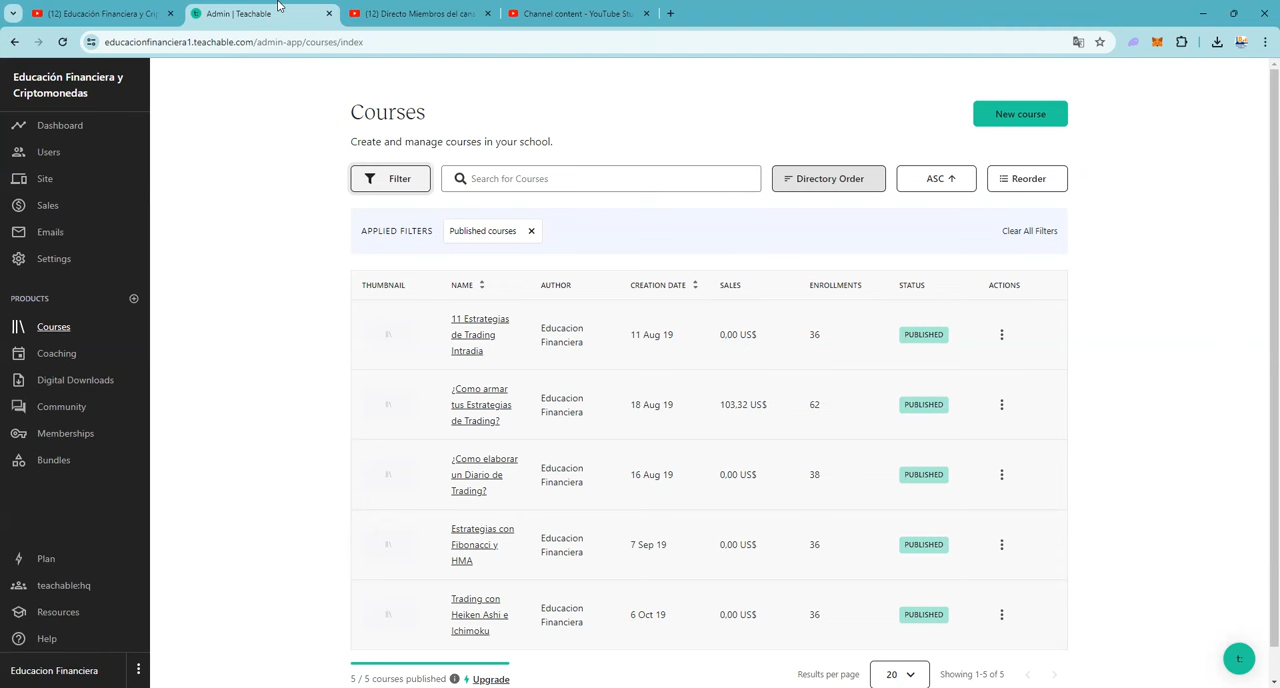 (12) Educación Financiera y Cri
Admin | Teachable
(12) Directo Miembros del cana
Channel content - YouTube Stu
educacionfinanciera1.teachable.com/admin-app/courses/index
Educación Financiera y
Criptomonedas
Dashboard
Users
Site
Sales
Emails
Settings
PRODUCTS
Courses
Coaching
Digital Downloads
Community
Memberships
Bundles
Plan
teachable:hq
Resources
Help
Educacion Financiera
Courses
New course
Create and manage courses in your school.
Filter
Search for Courses
Directory Order
ASC
Reorder
APPLIED FILTERS
Published courses
Clear All Filters
THUMBNAIL NAME AUTHOR CREATION DATE SALES ENROLLMENTS STATUS ACTIONS
11 Estrategias
de Trading
Intradia
Educacion
Financiera
11 Aug 19
0,00 US$
36
PUBLISHED
¿Como armar
tus Estrategias
de Trading?
Educacion
Financiera
18 Aug 19
103,32 US$
62
PUBLISHED
¿Como elaborar
un Diario de
Trading?
Educacion
Financiera
16 Aug 19
0,00 US$
38
PUBLISHED
Estrategias con
Fibonacci y
HMA
Educacion
Financiera
7 Sep 19
0,00 US$
36
PUBLISHED
Trading con
Heiken Ashi e
Ichimoku
Educacion
Financiera
6 Oct 19
0,00 US$
36
PUBLISHED
5 / 5 courses published
Upgrade
Results per page
20
Showing 1-5 of 5
t: